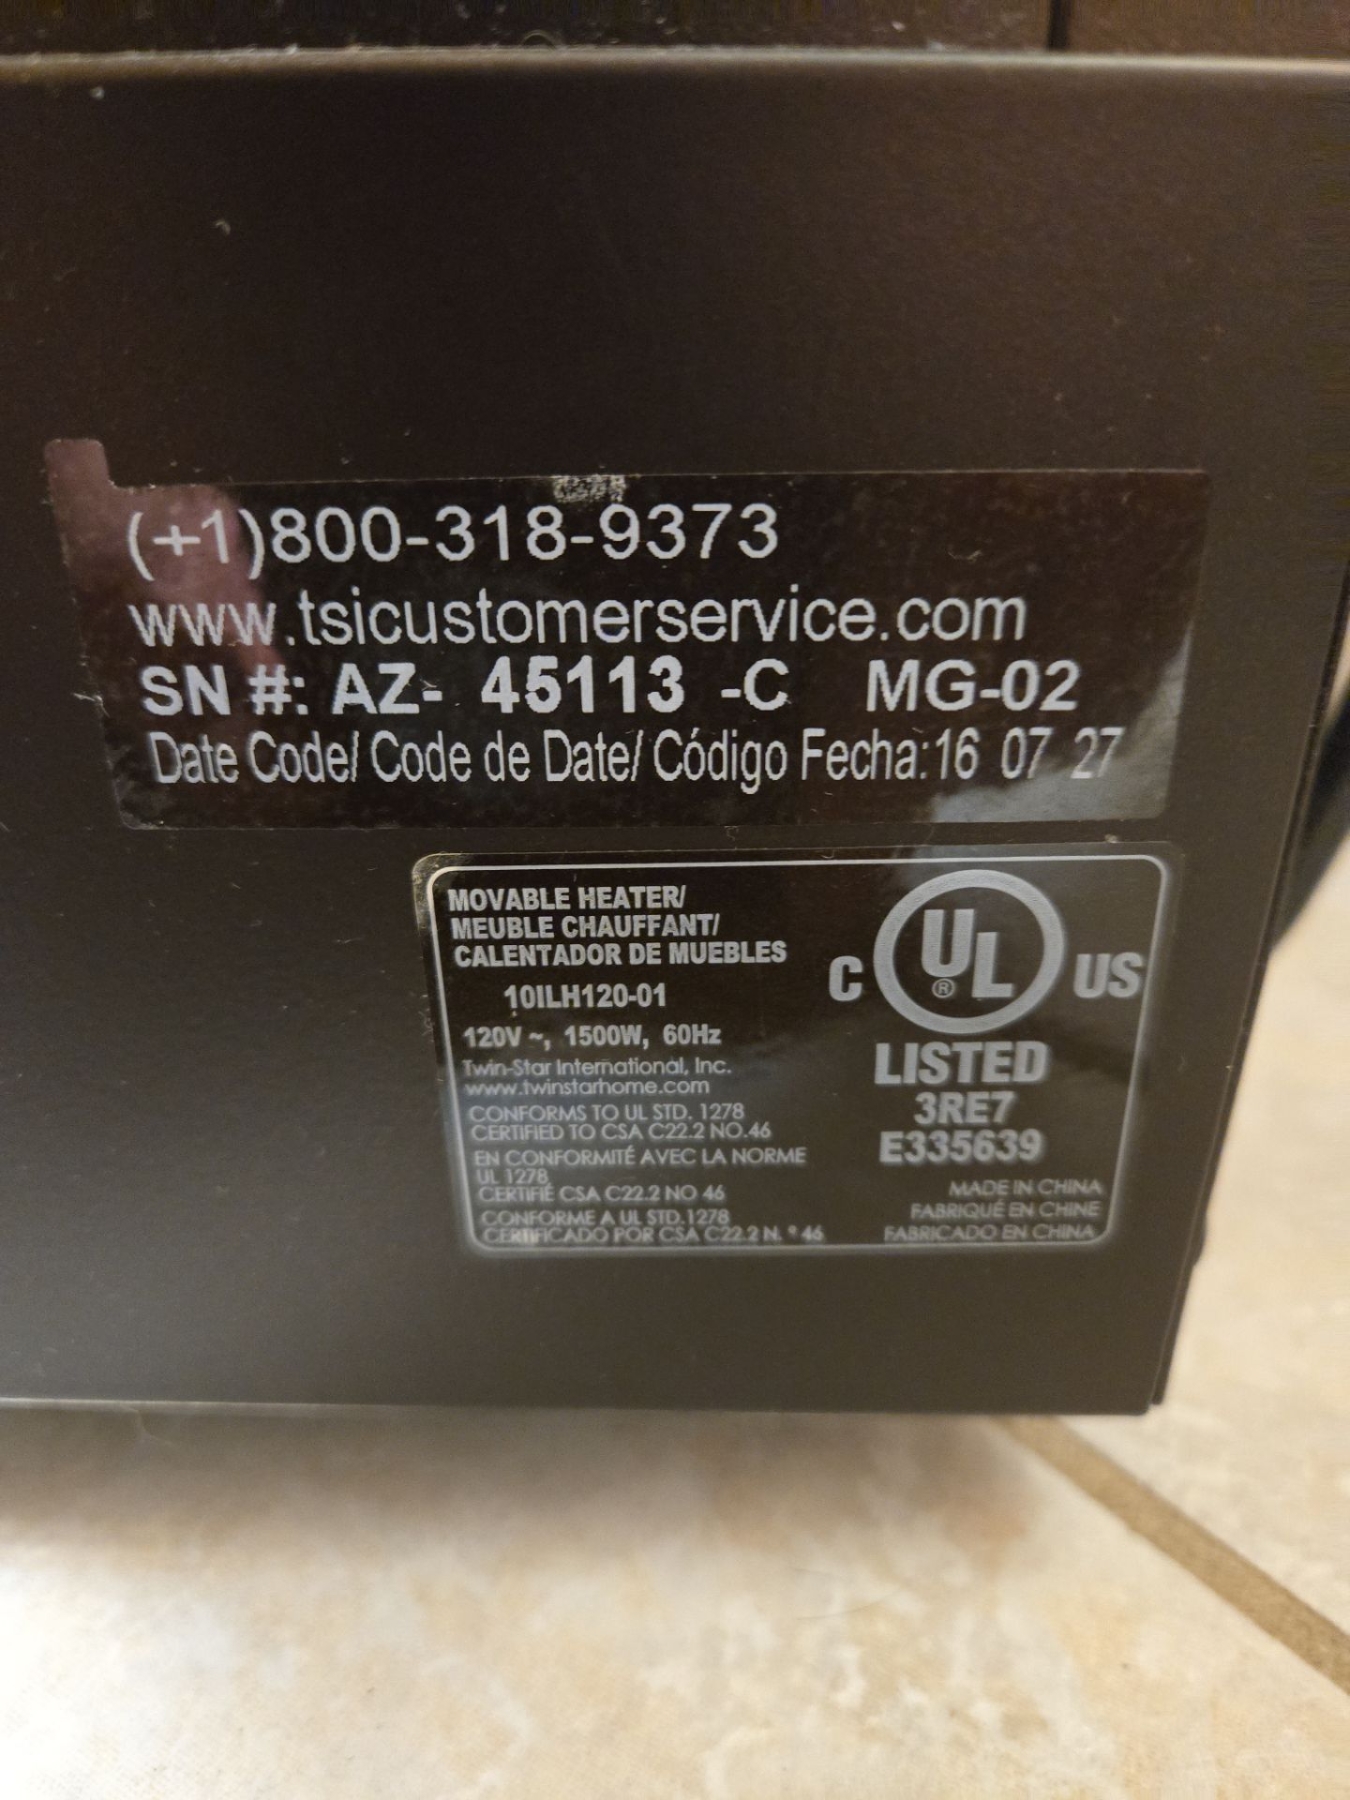 (+1)800-318-9373
www.tsicustomerservice.com
SN #: AZ- 45113 -C MG-02
Date Code/ Code de Date/ Código Fecha:16 07 27
MOVABLE HEATER/
MEUBLE CHAUFFANT/
CALENTADOR DE MUEBLES
10ILH120-01
120V ~, 1500W, 60Hz
Twin-Star International, Inc.
www.twinstarhome.com
CONFORMS TO UL STD. 1278
CERTIFIED TO CSA C22.2 NO.46
EN CONFORMITÉ AVEC LA NORME
UL 1278
CERTIFIÉ CSA C22.2 NO 46
CONFORME A UL STD.1278
CERTIFICADO POR CSA C22.2 N. º 46
C UL ® US
LISTED
3RE7
E335639
MADE IN CHINA
FABRIQUÉ EN CHINE
FABRICADO EN CHINA